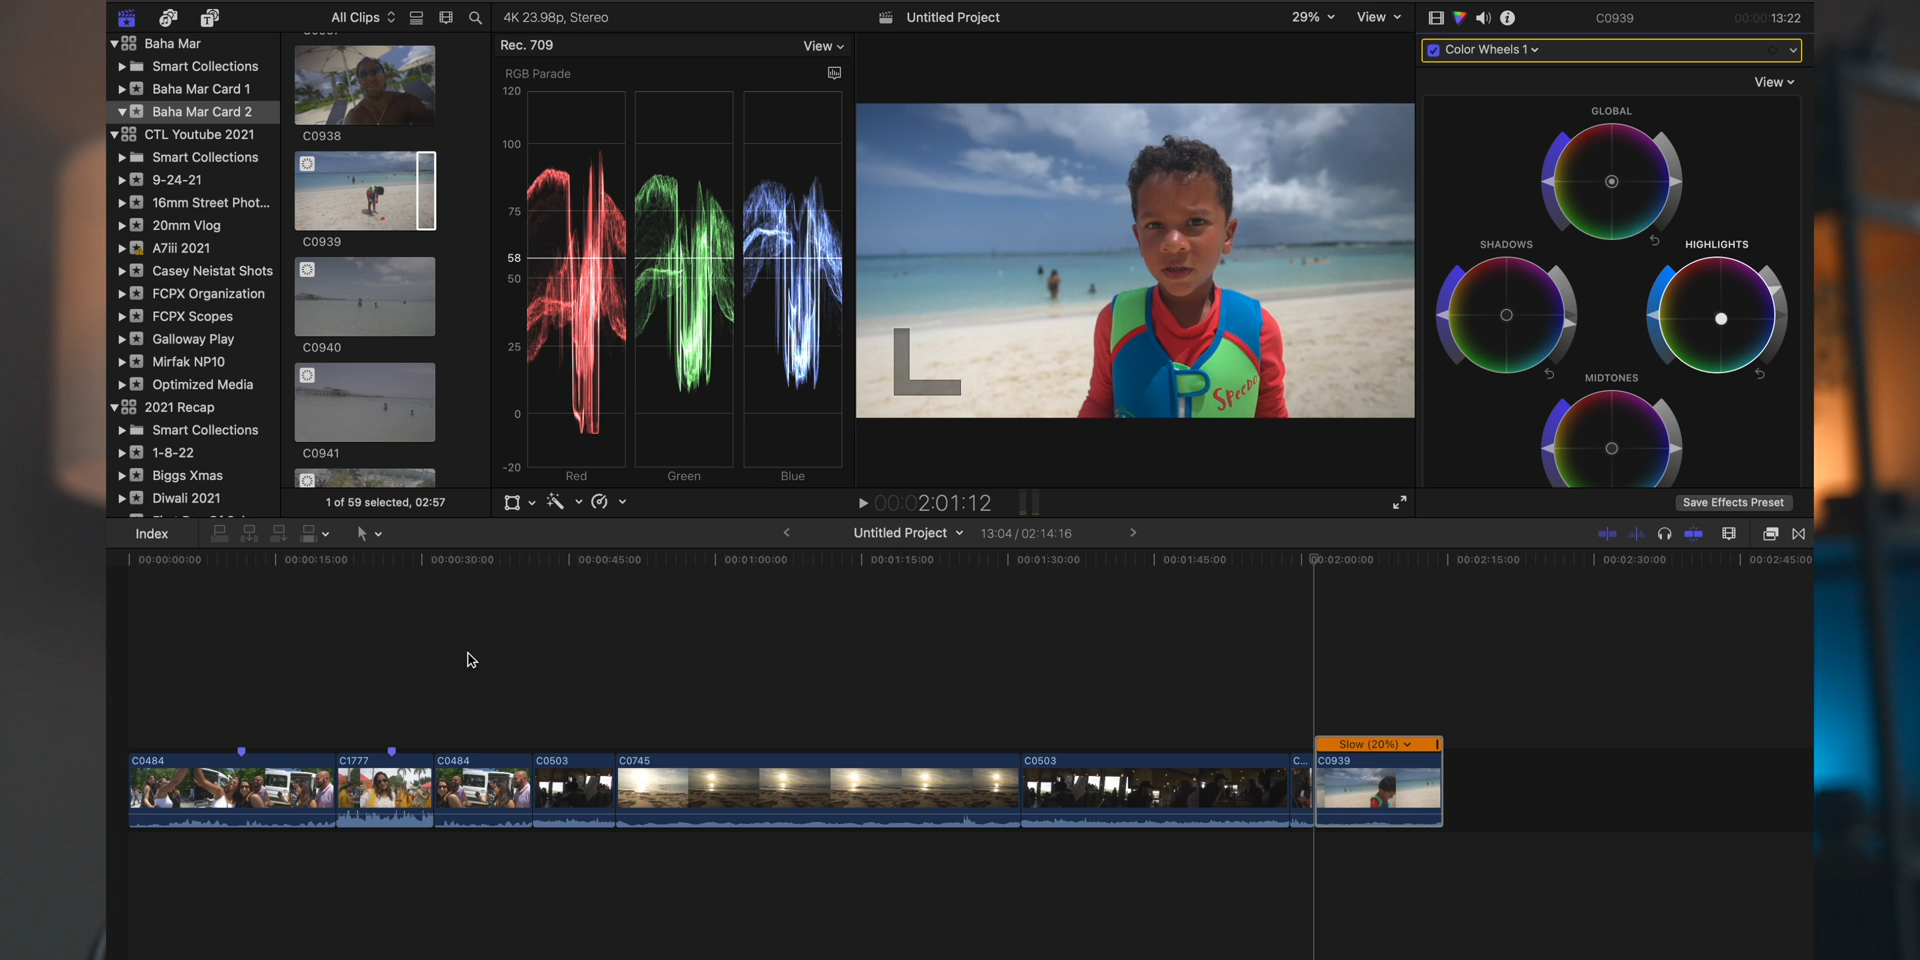 All Clips
4K 23.98p, Stereo
Untitled Project
29%
View
C0939
00:00:13:22
Baha Mar
Smart Collections
Baha Mar Card 1
Baha Mar Card 2
CTL Youtube 2021
Smart Collections
9-24-21
16mm Street Phot...
20mm Vlog
A7iii 2021
Casey Neistat Shots
FCPX Organization
FCPX Scopes
Galloway Play
Mirfak NP10
Optimized Media
2021 Recap
Smart Collections
1-8-22
Biggs Xmas
Diwali 2021
C0938
C0939
C0940
C0941
1 of 59 selected, 02:57
Rec. 709
View
RGB Parade
120
100
75
58
50
25
0
-20
Red
Green
Blue
Speedo
00:02:01:12
Color Wheels 1
View
GLOBAL
SHADOWS
HIGHLIGHTS
MIDTONES
Save Effects Preset
Index
Untitled Project
13:04 / 02:14:16
00:00:00:00
00:00:15:00
00:00:30:00
00:00:45:00
00:01:00:00
00:01:15:00
00:01:30:00
00:01:45:00
00:02:00:00
00:02:15:00
00:02:30:00
00:02:45:00
Slow (20%)
C0484
C1777
C0484
C0503
C0745
C0503
C...
C0939